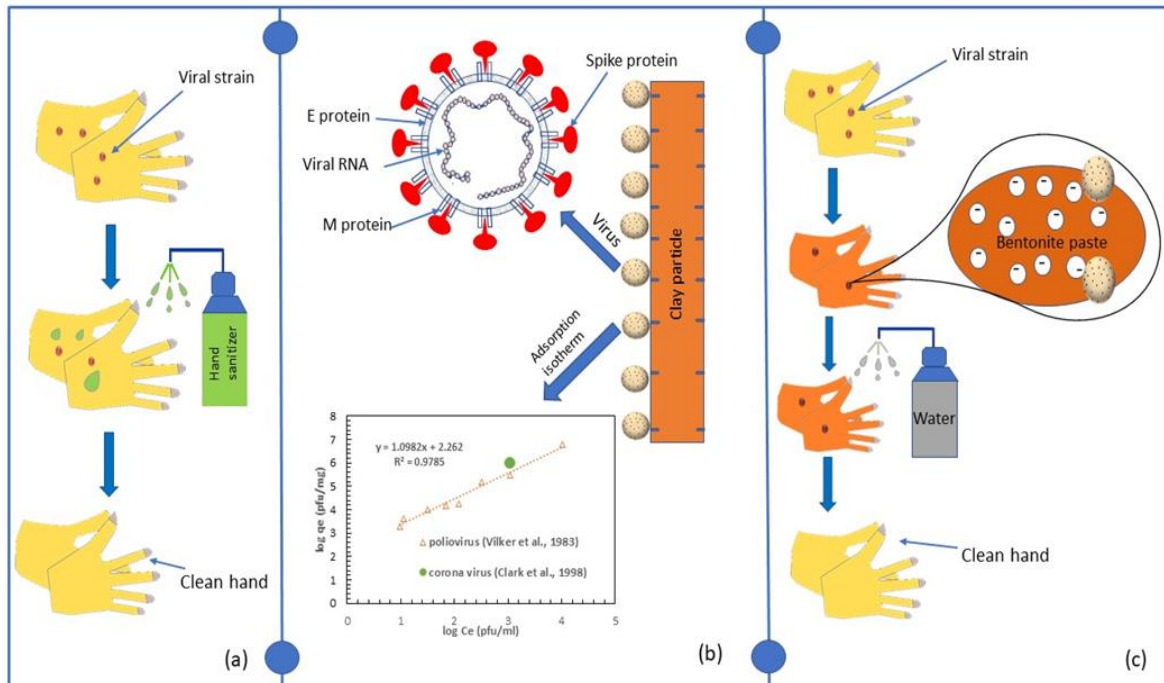 Viral strain
Hand
sanitizer
Clean hand
(a)
Spike protein
E protein
Viral RNA
M protein
Virus
Clay particle
Adsorption
isotherm
8
7
6
5
4
3
2
1
0
log qe (pfu/mg)
y = 1.0982x + 2.262
R² = 0.9785
poliovirus (Vilker et al., 1983)
corona virus (Clark et al., 1998)
0 1 2 3 4 5
log Ce (pfu/ml)
(b)
Viral strain
Bentonite paste
Water
Clean hand
(c)